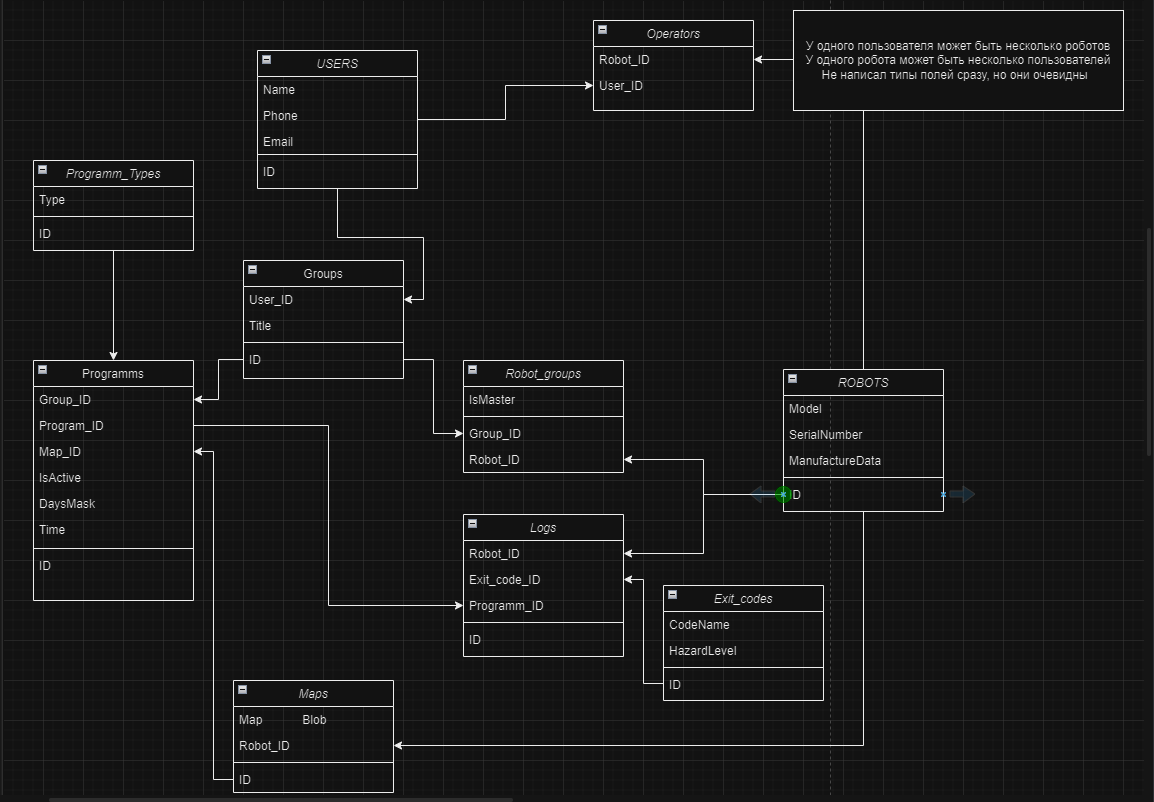 Operators
Robot_ID
User_ID
У одного пользователя может быть несколько роботов
У одного робота может быть несколько пользователей
Не написал типы полей сразу, но они очевидны
USERS
Name
Phone
Email
ID
Programm_Types
Type
ID
Groups
User_ID
Title
ID
Programms
Group_ID
Program_ID
Map_ID
IsActive
DaysMask
Time
ID
Robot_groups
IsMaster
Group_ID
Robot_ID
ROBOTS
Model
SerialNumber
ManufactureData
ID
Logs
Robot_ID
Exit_code_ID
Programm_ID
ID
Exit_codes
CodeName
HazardLevel
ID
Maps
Map Blob
Robot_ID
ID